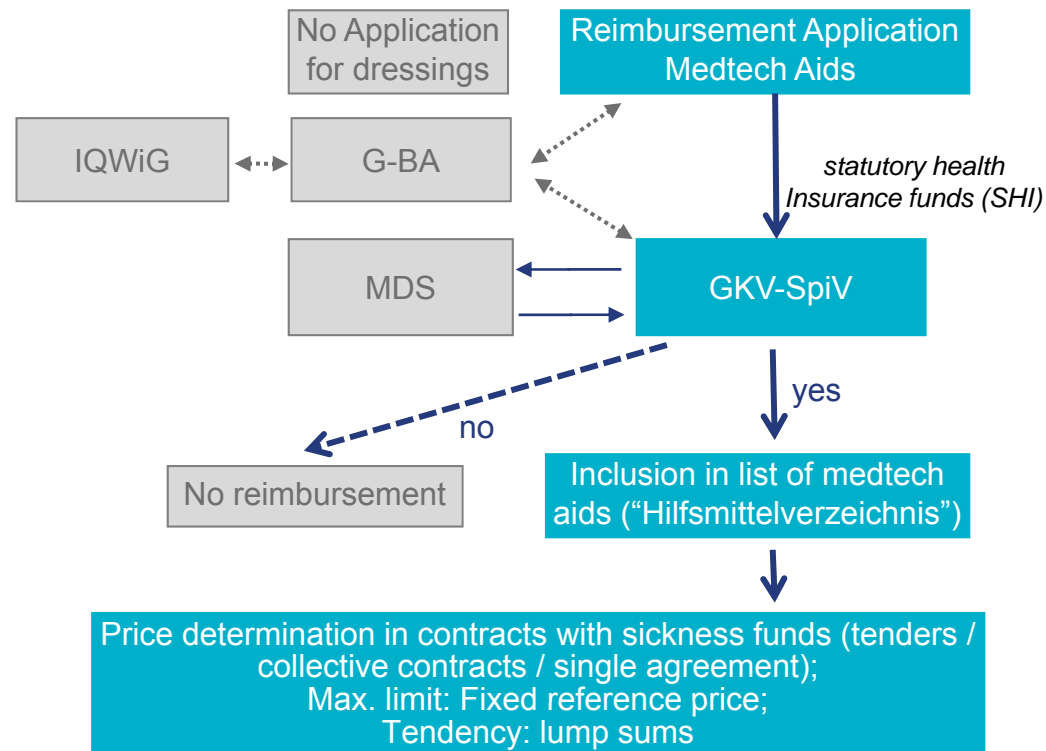 No Application
for dressings
Reimbursement Application
Medtech Aids
IQWiG
G-BA
statutory health
Insurance funds (SHI)
MDS
GKV-SpiV
no
yes
No reimbursement
Inclusion in list of medtech
aids (“Hilfsmittelverzeichnis”)
Price determination in contracts with sickness funds (tenders /
collective contracts / single agreement);
Max. limit: Fixed reference price;
Tendency: lump sums